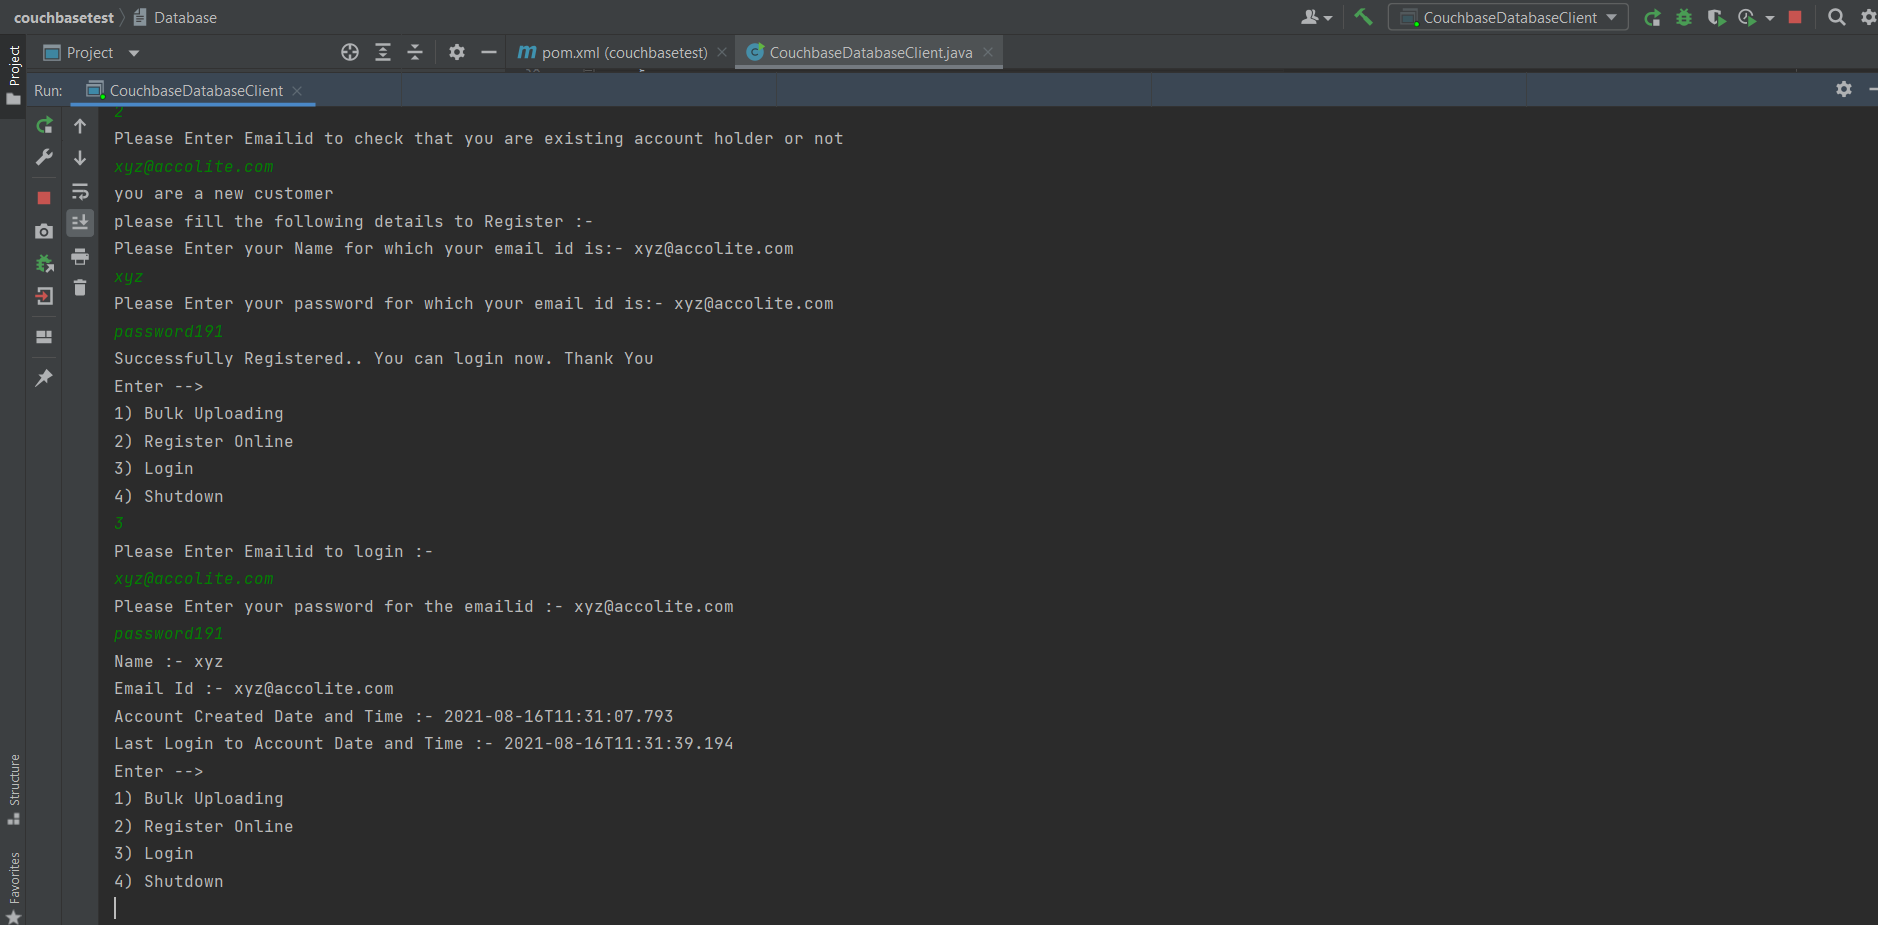 couchbasetest Database
CouchbaseDatabaseClient
Project
Project
pom.xml (couchbasetest)
CouchbaseDatabaseClient.java
Run: CouchbaseDatabaseClient
2
Please Enter Emailid to check that you are existing account holder or not
xyz@accolite.com
you are a new customer
please fill the following details to Register :-
Please Enter your Name for which your email id is:- xyz@accolite.com
xyz
Please Enter your password for which your email id is:- xyz@accolite.com
password191
Successfully Registered.. You can login now. Thank You
Enter -->
1) Bulk Uploading
2) Register Online
3) Login
4) Shutdown
3
Please Enter Emailid to login :-
xyz@accolite.com
Please Enter your password for the emailid :- xyz@accolite.com
password191
Name :- xyz
Email Id :- xyz@accolite.com
Account Created Date and Time :- 2021-08-16T11:31:07.793
Last Login to Account Date and Time :- 2021-08-16T11:31:39.194
Enter -->
1) Bulk Uploading
2) Register Online
3) Login
4) Shutdown
Structure
Favorites